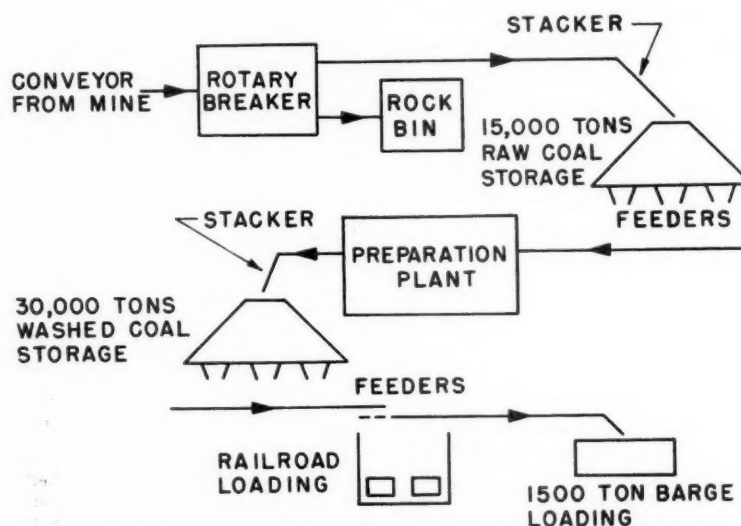 STACKER
CONVEYOR
FROM MINE
ROTARY
BREAKER
ROCK
BIN
15,000 TONS
RAW COAL
STORAGE
FEEDERS
STACKER
PREPARATION
PLANT
30,000 TONS
WASHED COAL
STORAGE
FEEDERS
RAILROAD
LOADING
1500 TON BARGE
LOADING